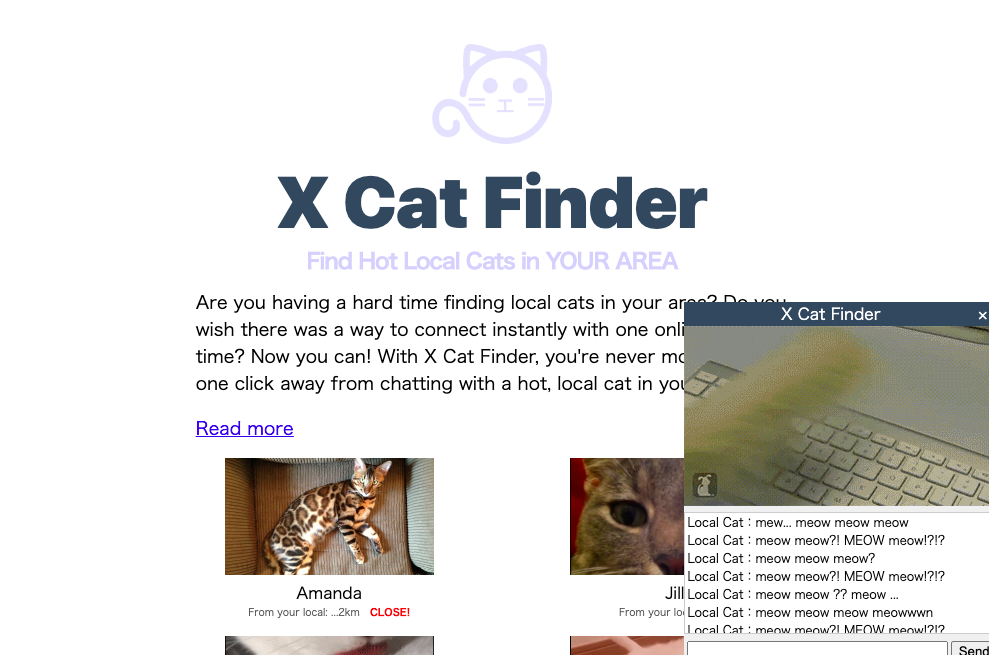 X Cat Finder
Find Hot Local Cats in YOUR AREA
Are you having a hard time finding local cats in your area? Do you
wish there was a way to connect instantly with one onli
time? Now you can! With X Cat Finder, you're never mo
one click away from chatting with a hot, local cat in you
Read more
Amanda
From your local: ...2km CLOSE!
Jill
From your lo
X Cat Finder ×
Local Cat : mew... meow meow meow
Local Cat : meow meow?! MEOW meow!?!?
Local Cat : meow meow meow?
Local Cat : meow meow?! MEOW meow!?!?
Local Cat : meow meow ?? meow ...
Local Cat : meow meow meow meowwwn
Local Cat : meow meow?! MEOW meow!?!?
Send